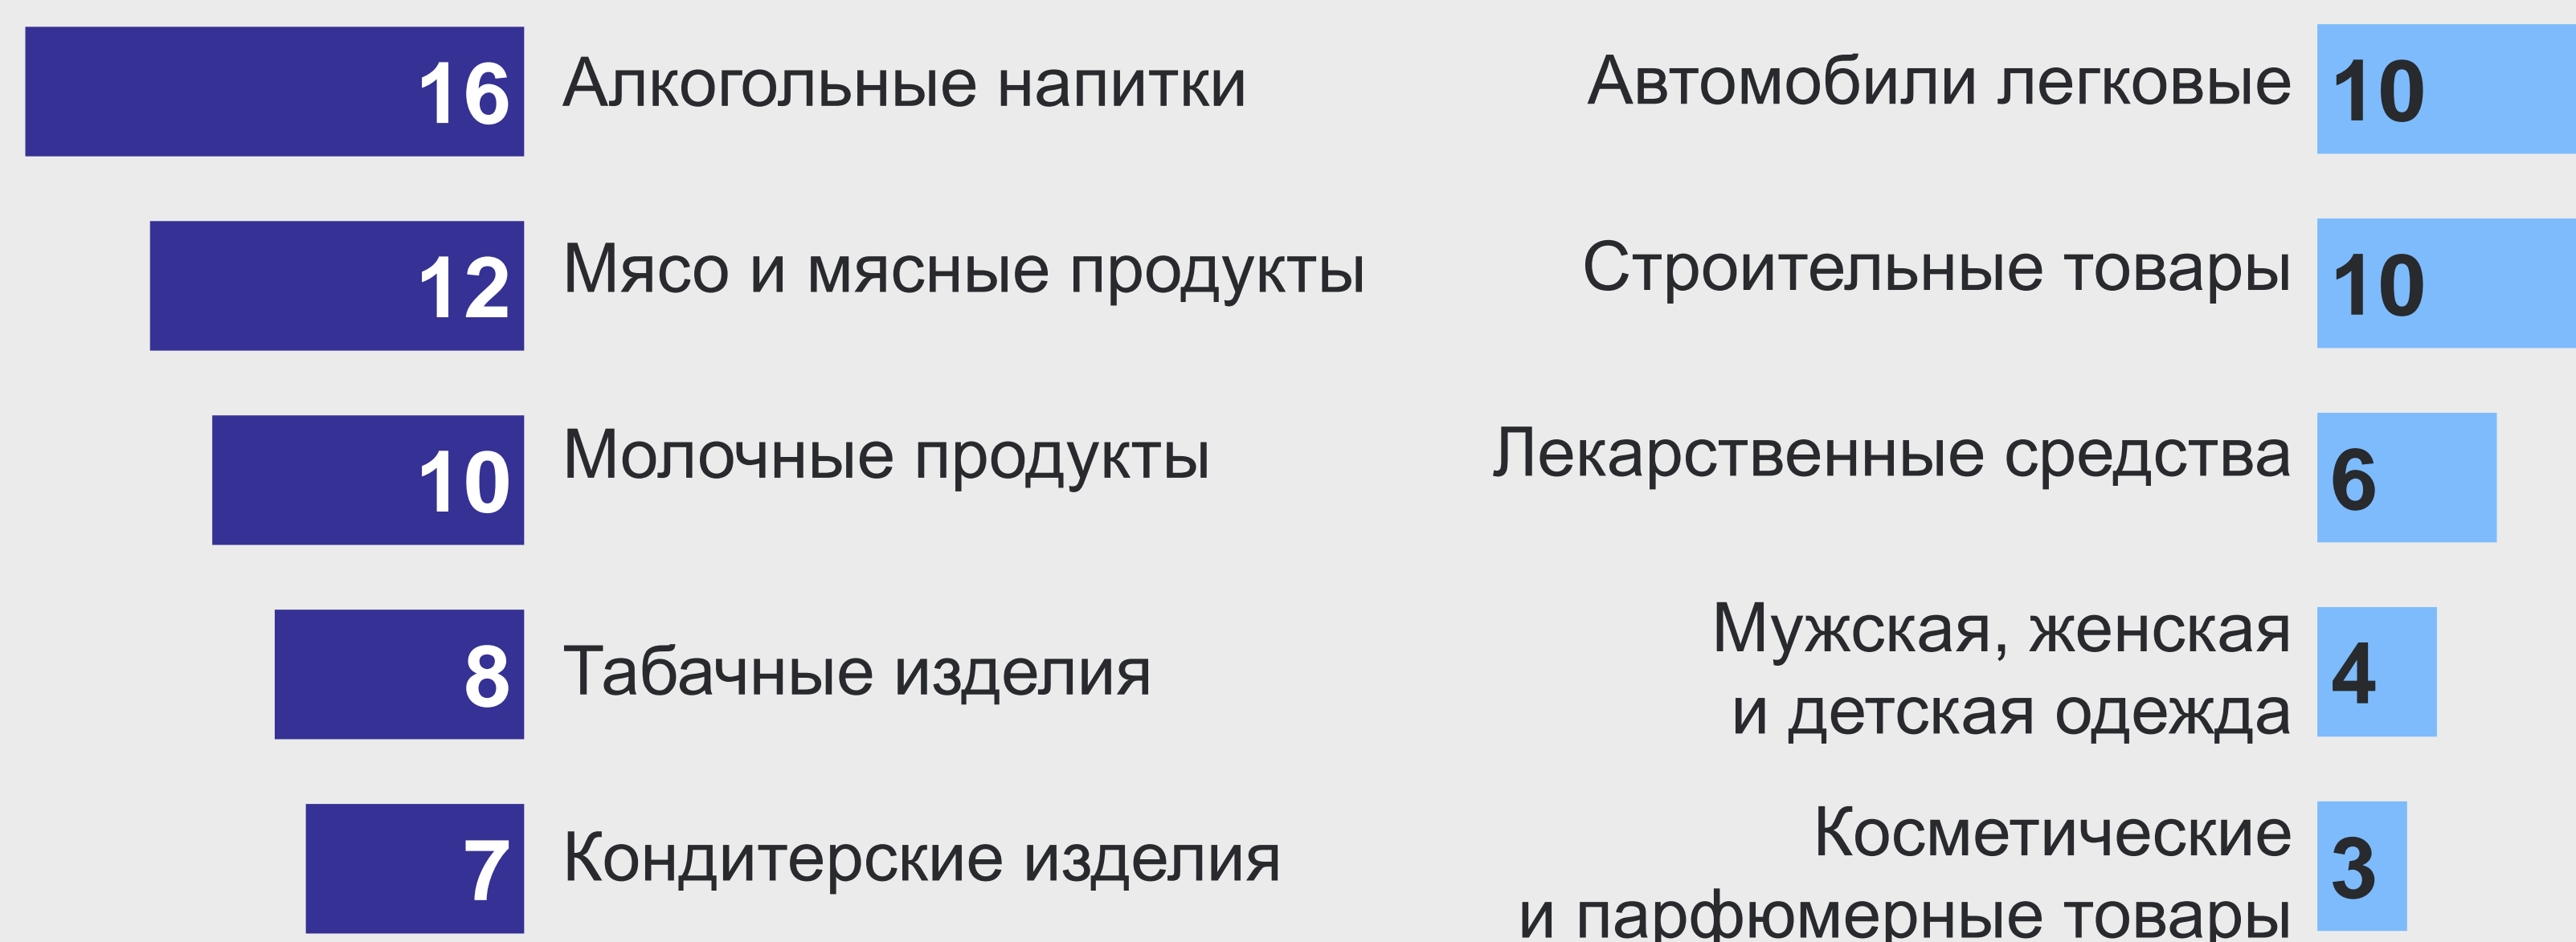 16 Алкогольные напитки
12 Мясо и мясные продукты
10 Молочные продукты
8 Табачные изделия
7 Кондитерские изделия
Автомобили легковые 10
Строительные товары 10
Лекарственные средства 6
Мужская, женская
и детская одежда 4
Косметические
и парфюмерные товары 3